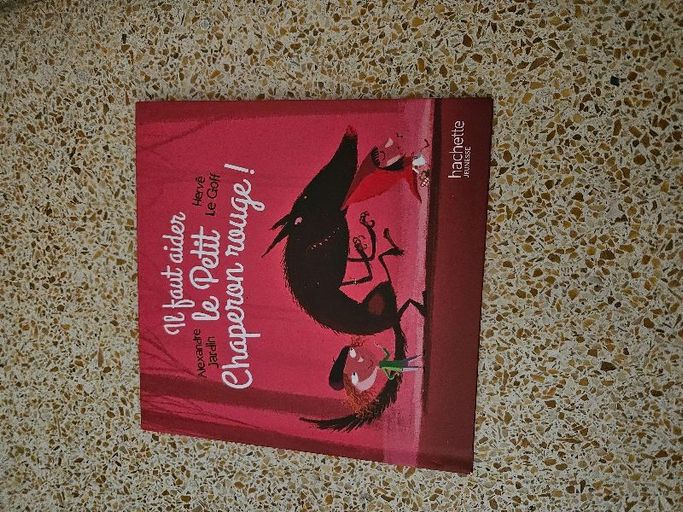 Il faut aider
Alexandre
Jardin
le Petit
Hervé
Le Goff
Chaperon rouge !
hachette
JEUNESSE